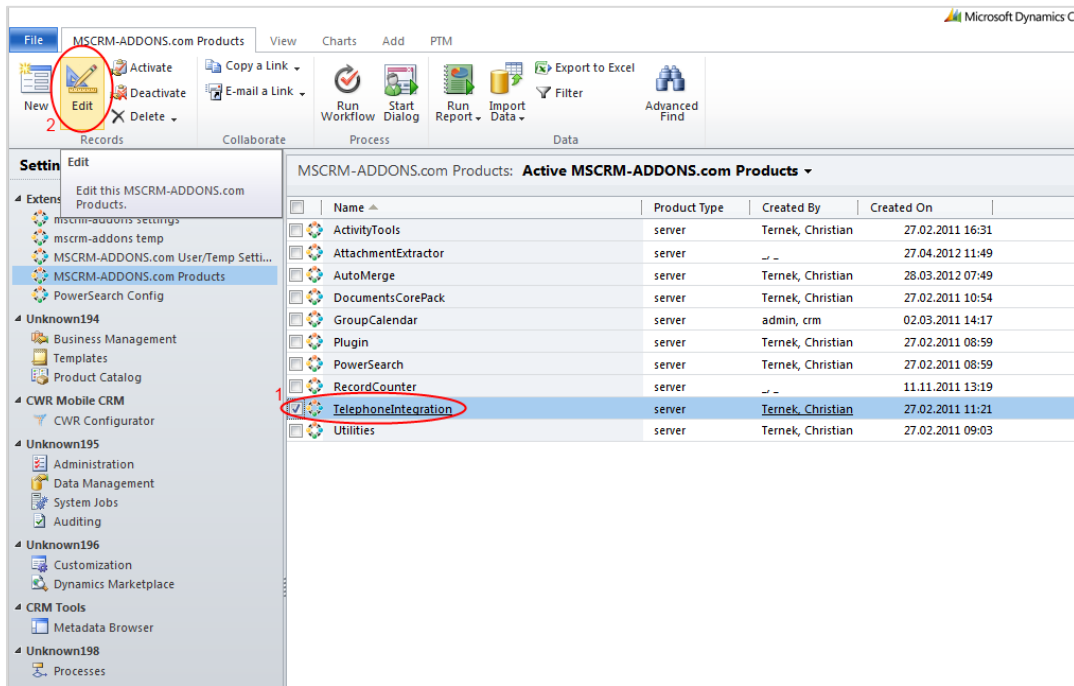 Microsoft Dynamics C
File MSCRM-ADDONS.com Products View Charts Add PTM
New
Edit
Activate
Deactivate
Delete
Records
Copy a Link
E-mail a Link
Collaborate
Run Workflow
Start Dialog
Process
Run Report
Import Data
Export to Excel
Filter
Data
Advanced Find
2
Settin
Edit
Edit this MSCRM-ADDONS.com
Products.
Extens
mscrm-addons settings
mscrm-addons temp
MSCRM-ADDONS.com User/Temp Setti...
MSCRM-ADDONS.com Products
PowerSearch Config
Unknown194
Business Management
Templates
Product Catalog
CWR Mobile CRM
CWR Configurator
Unknown195
Administration
Data Management
System Jobs
Auditing
Unknown196
Customization
Dynamics Marketplace
CRM Tools
Metadata Browser
Unknown198
Processes
MSCRM-ADDONS.com Products: Active MSCRM-ADDONS.com Products
Name Product Type Created By Created On
ActivityTools server Ternek, Christian 27.02.2011 16:31
AttachmentExtractor server _, _ 27.04.2012 11:49
AutoMerge server Ternek, Christian 28.03.2012 07:49
DocumentsCorePack server Ternek, Christian 27.02.2011 10:54
GroupCalendar server admin, crm 02.03.2011 14:17
Plugin server Ternek, Christian 27.02.2011 08:59
PowerSearch server Ternek, Christian 27.02.2011 08:59
RecordCounter server _, _ 11.11.2011 13:19
1
TelephoneIntegration server Ternek, Christian 27.02.2011 11:21
Utilities server Ternek, Christian 27.02.2011 09:03